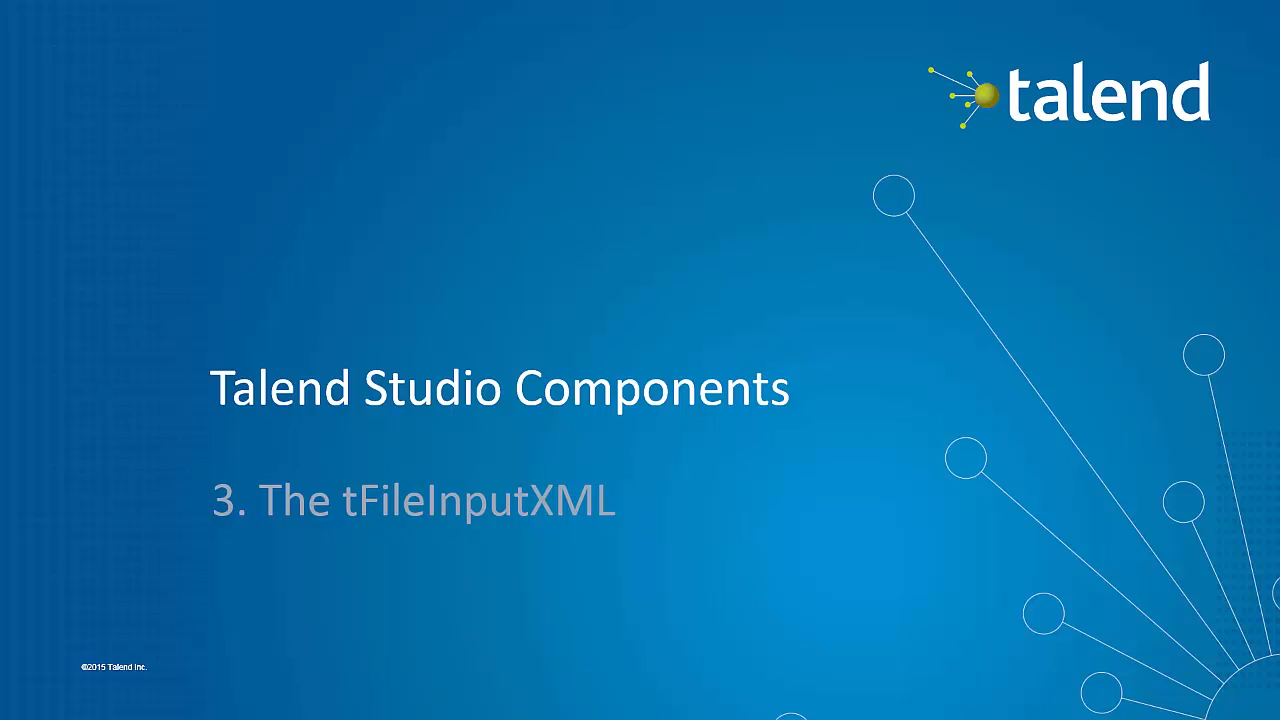 talend
Talend Studio Components
3. The tFileInputXML
©2015 Talend Inc.